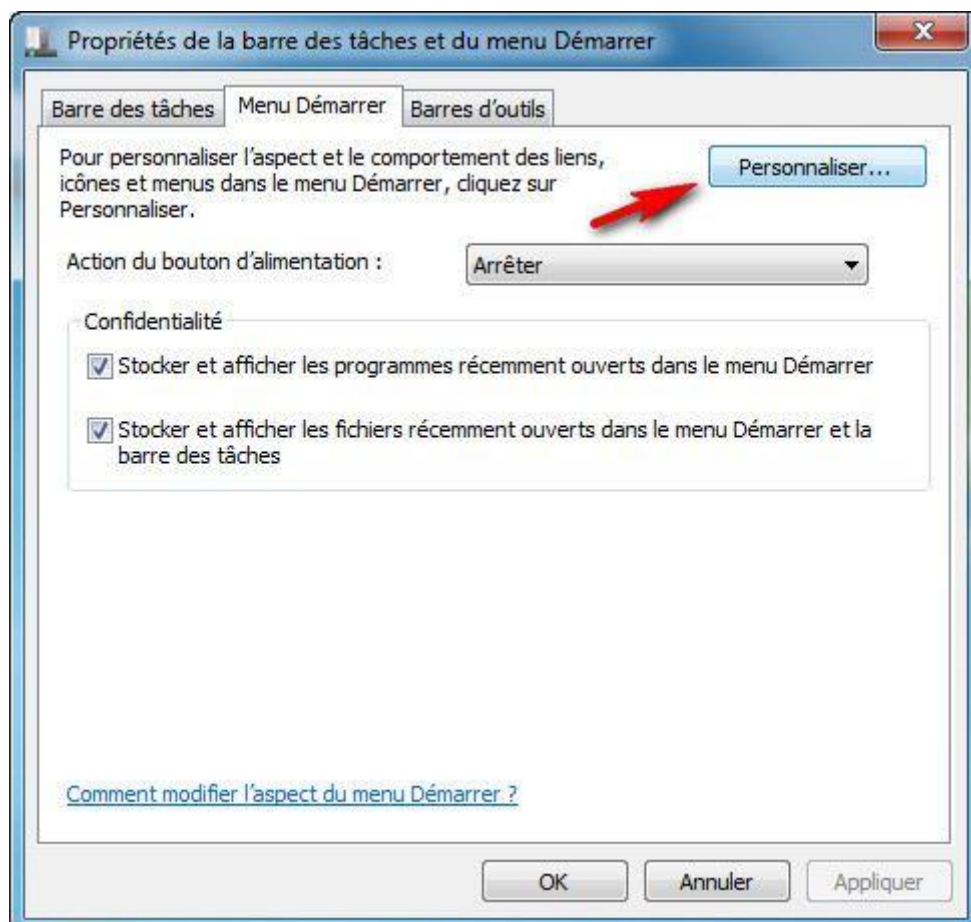 Propriétés de la barre des tâches et du menu Démarrer
Barre des tâches
Menu Démarrer
Barres d'outils
Pour personnaliser l'aspect et le comportement des liens,
icônes et menus dans le menu Démarrer, cliquez sur
Personnaliser.
Personnaliser...
Action du bouton d'alimentation :
Arrêter
Confidentialité
Stocker et afficher les programmes récemment ouverts dans le menu Démarrer
Stocker et afficher les fichiers récemment ouverts dans le menu Démarrer et la
barre des tâches
Comment modifier l'aspect du menu Démarrer ?
OK
Annuler
Appliquer